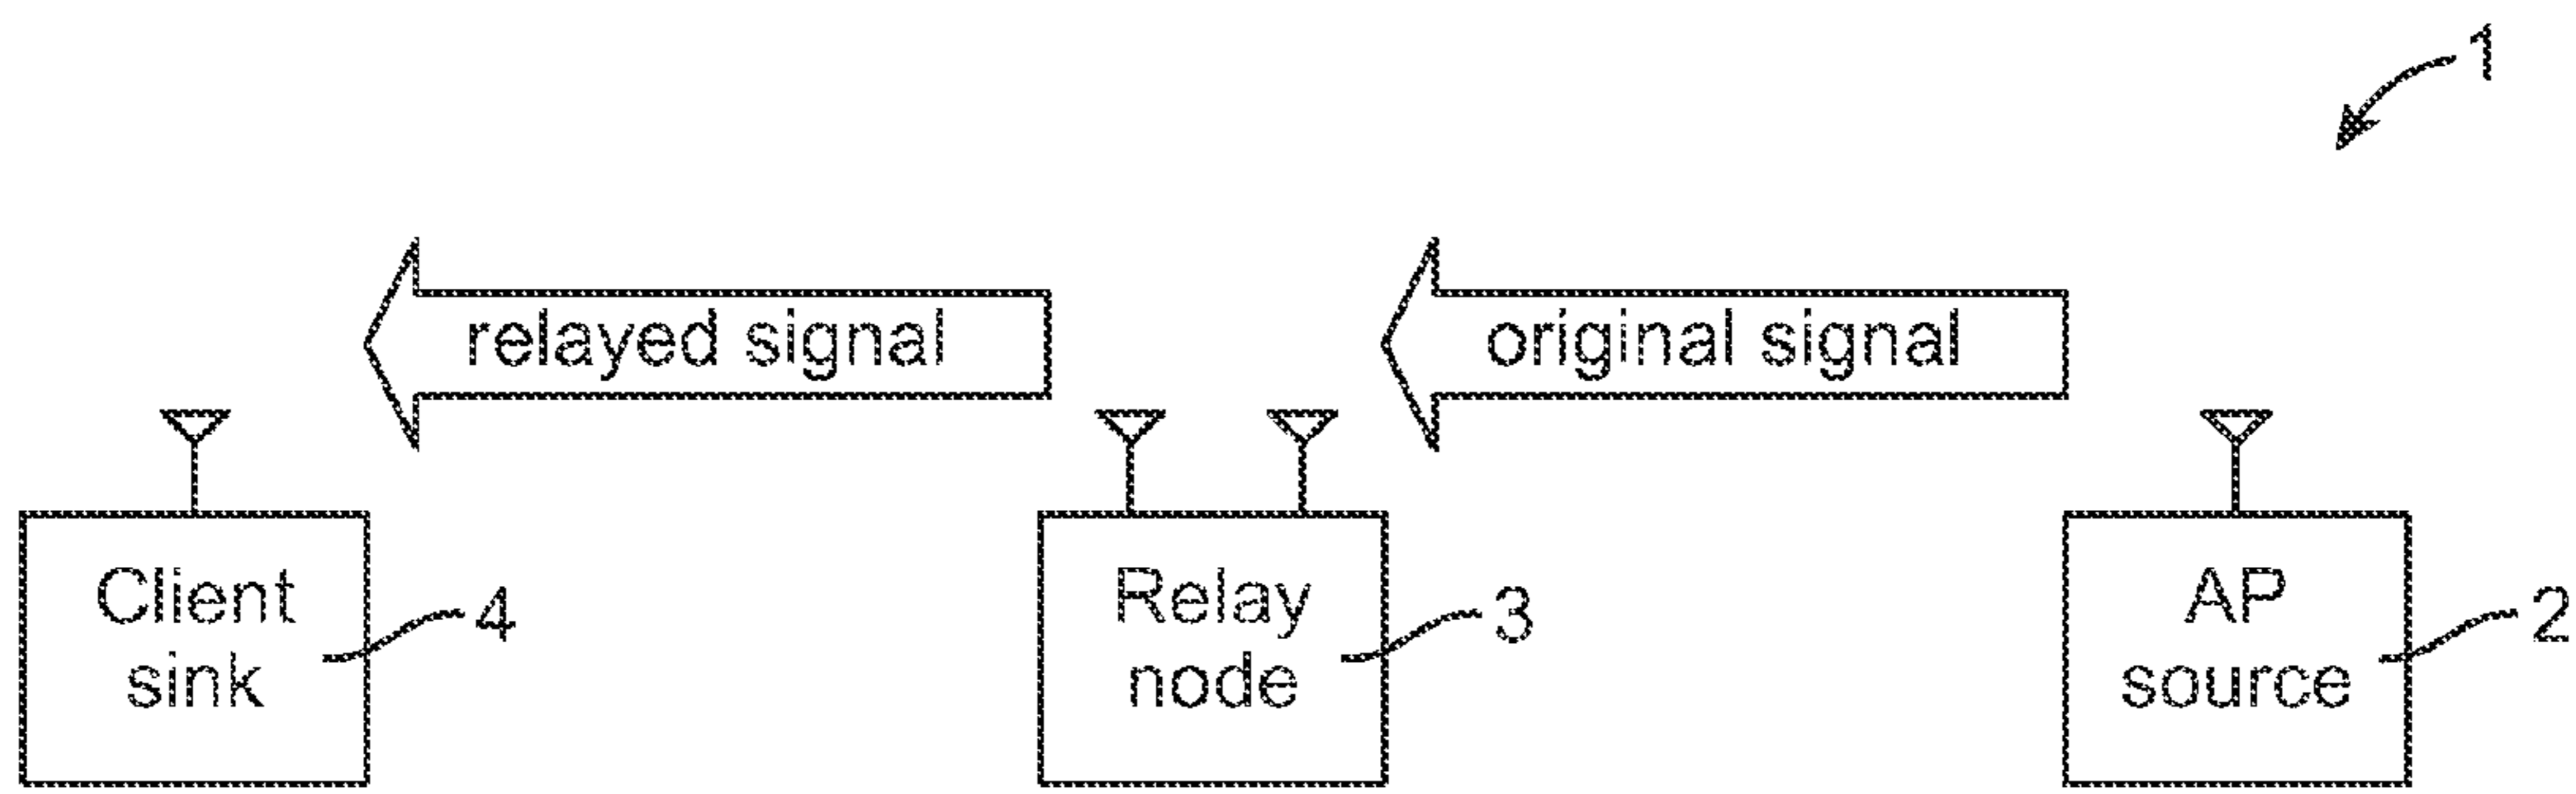 1
relayed signal
original signal
Client
sink
4
Relay
node
3
AP
source
2